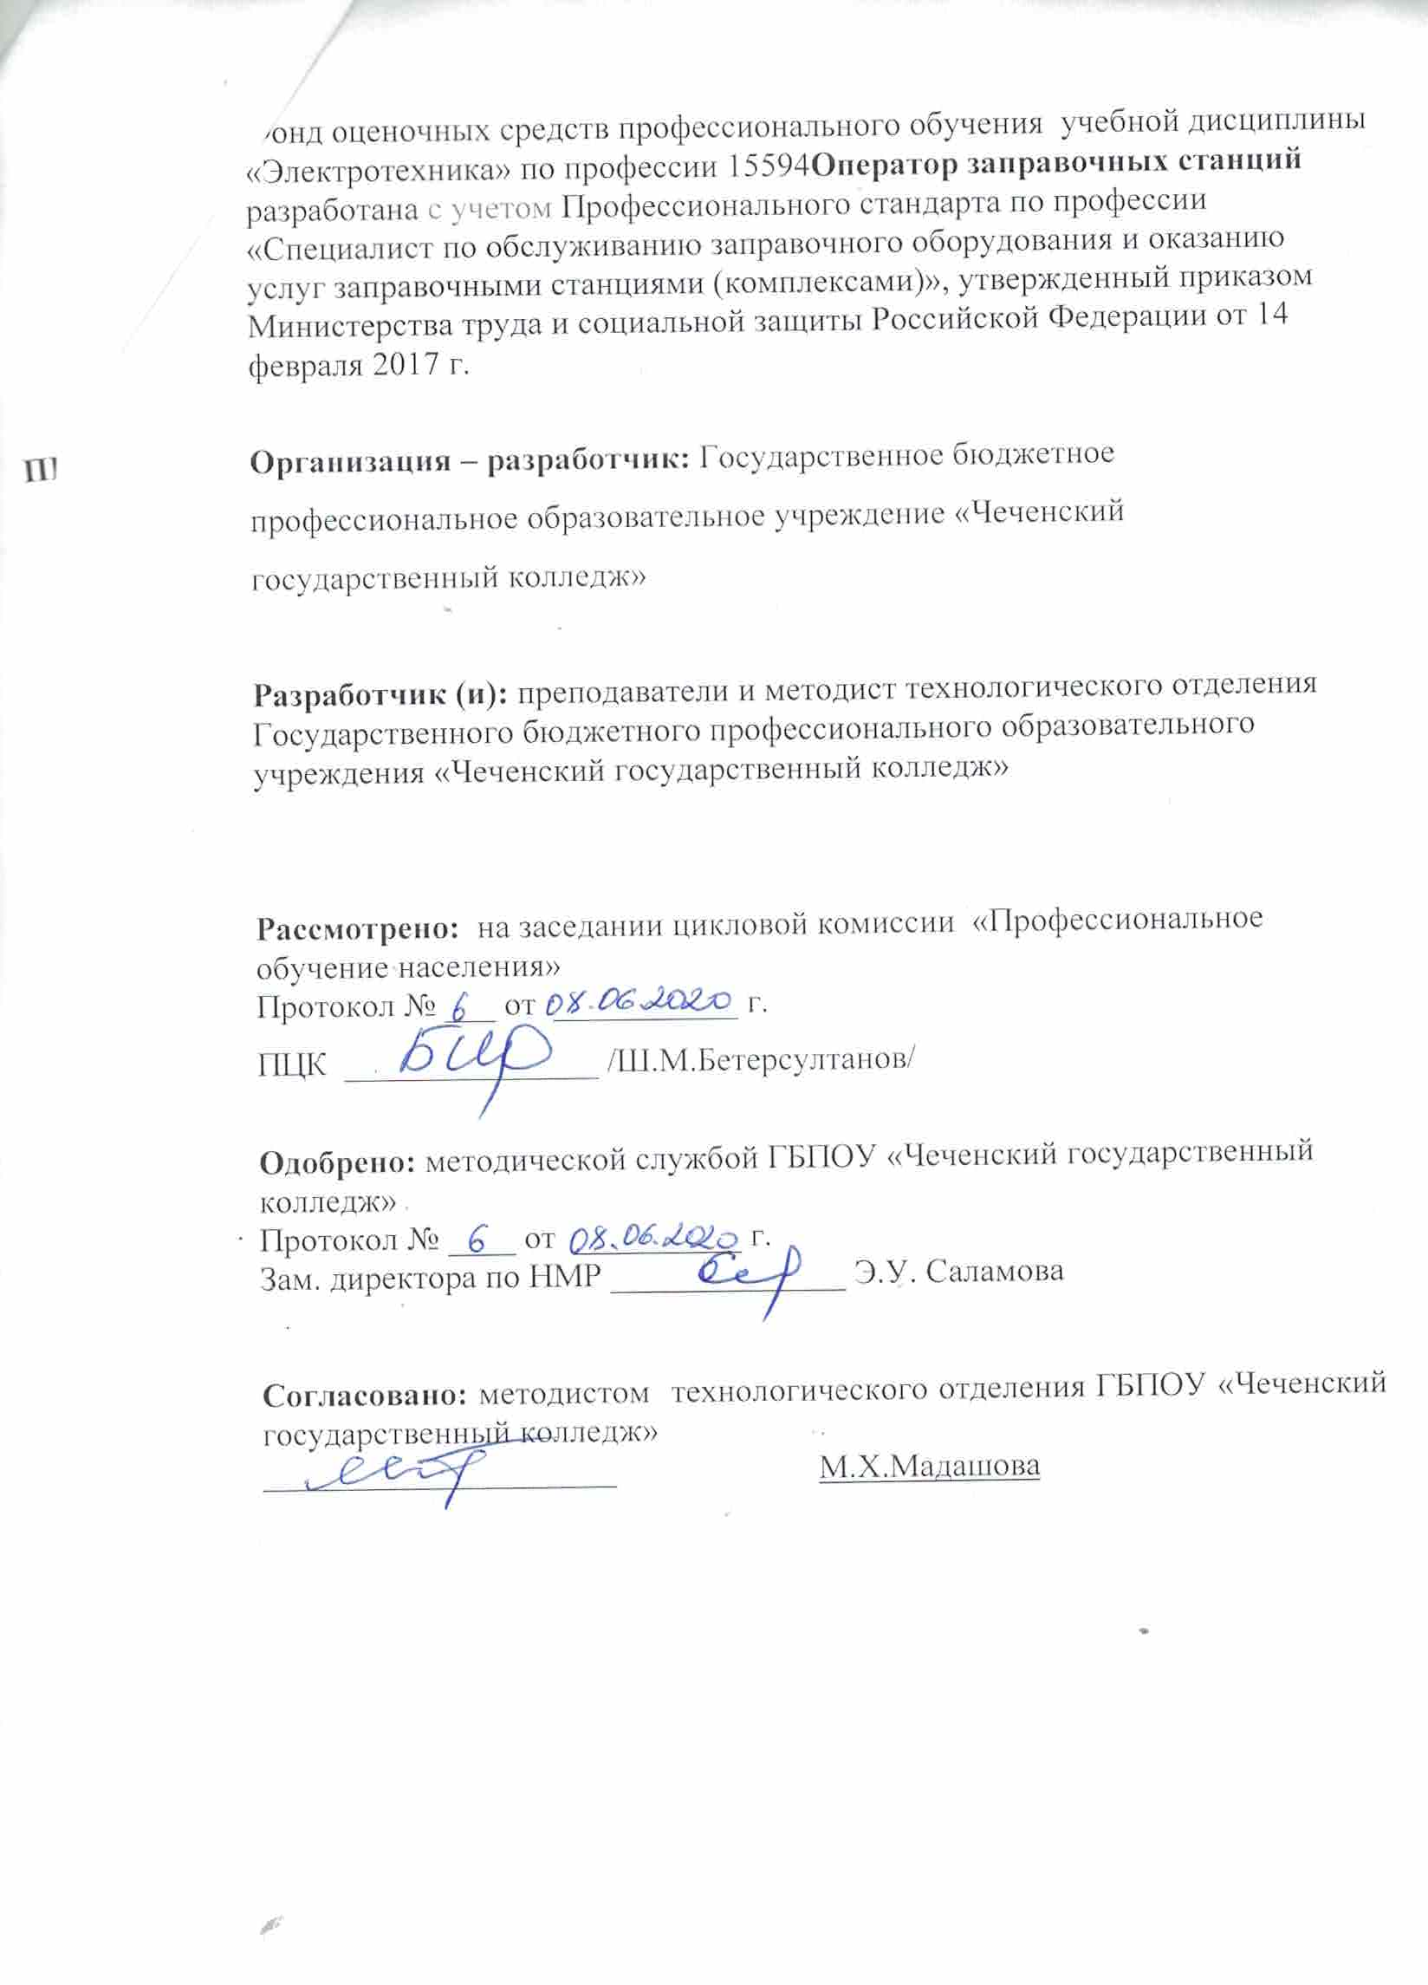 онд оценочных средств профессионального обучения учебной дисциплины
«Электротехника» по профессии 15594Оператор заправочных станций
разработана с учетом Профессионального стандарта по профессии
«Специалист по обслуживанию заправочного оборудования и оказанию
услуг заправочными станциями (комплексами)», утвержденный приказом
Министерства труда и социальной защиты Российской Федерации от 14
февраля 2017 г.
Организация – разработчик: Государственное бюджетное
профессиональное образовательное учреждение «Чеченский
государственный колледж»
Разработчик (и): преподаватели и методист технологического отделения
Государственного бюджетного профессионального образовательного
учреждения «Чеченский государственный колледж»
Рассмотрено: на заседании цикловой комиссии «Профессиональное
обучение населения»
Протокол № 6 от 08.06.2020 г.
ПЦК /Ш.М.Бетерсултанов/
Одобрено: методической службой ГБПОУ «Чеченский государственный
колледж»
Протокол № 6 от 08.06.2020 г.
Зам. директора по НМР Э.У. Саламова
Согласовано: методистом технологического отделения ГБПОУ «Чеченский
государственный колледж»
М.Х.Мадашова